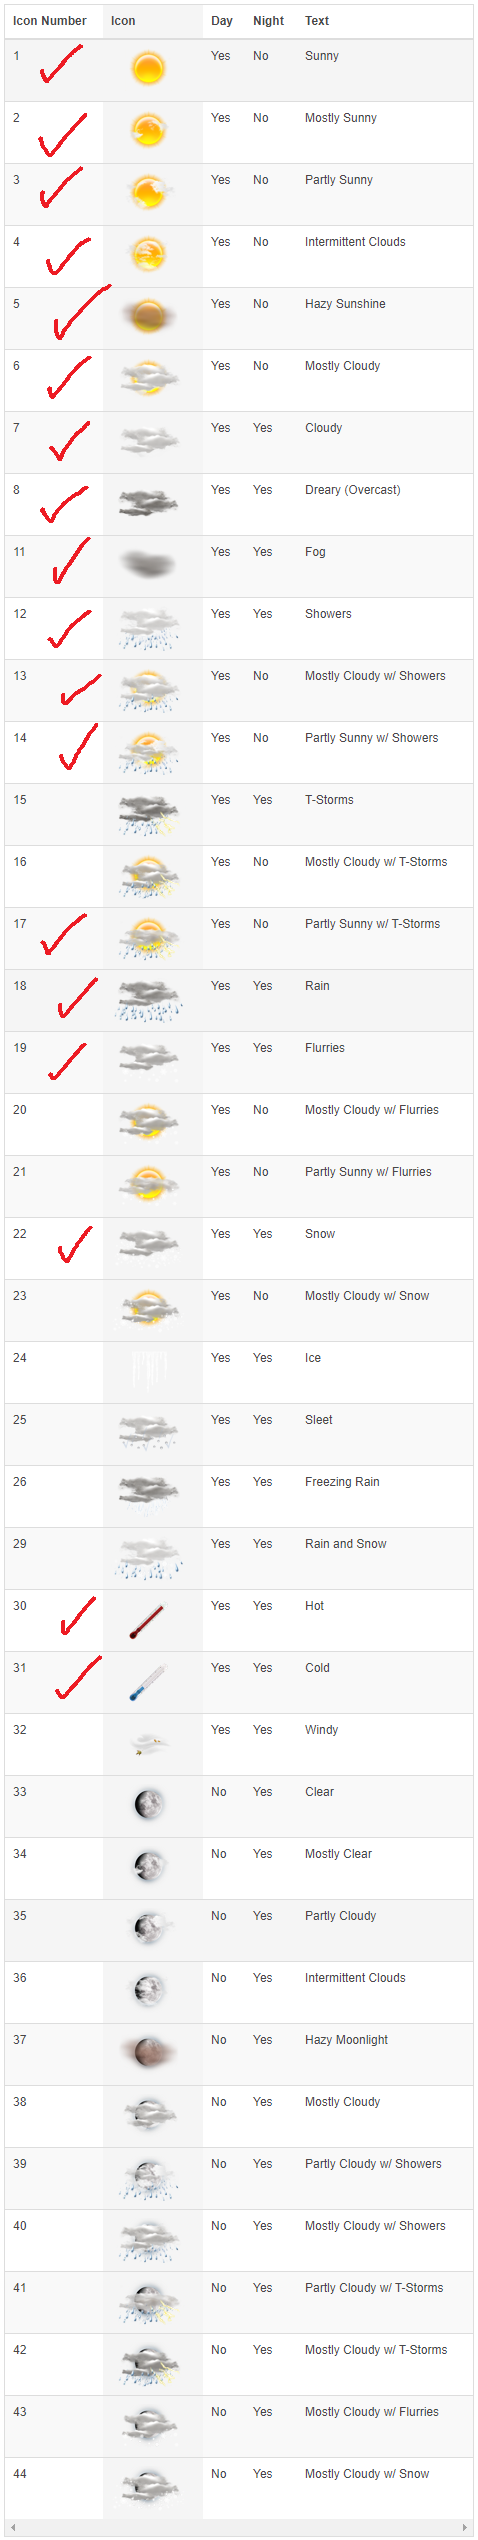 Icon Number Icon Day Night Text
1 Yes No Sunny
2 Yes No Mostly Sunny
3 Yes No Partly Sunny
4 Yes No Intermittent Clouds
5 Yes No Hazy Sunshine
6 Yes No Mostly Cloudy
7 Yes Yes Cloudy
8 Yes Yes Dreary (Overcast)
11 Yes Yes Fog
12 Yes Yes Showers
13 Yes No Mostly Cloudy w/ Showers
14 Yes No Partly Sunny w/ Showers
15 Yes Yes T-Storms
16 Yes No Mostly Cloudy w/ T-Storms
17 Yes No Partly Sunny w/ T-Storms
18 Yes Yes Rain
19 Yes Yes Flurries
20 Yes No Mostly Cloudy w/ Flurries
21 Yes No Partly Sunny w/ Flurries
22 Yes Yes Snow
23 Yes No Mostly Cloudy w/ Snow
24 Yes Yes Ice
25 Yes Yes Sleet
26 Yes Yes Freezing Rain
29 Yes Yes Rain and Snow
30 Yes Yes Hot
31 Yes Yes Cold
32 Yes Yes Windy
33 No Yes Clear
34 No Yes Mostly Clear
35 No Yes Partly Cloudy
36 No Yes Intermittent Clouds
37 No Yes Hazy Moonlight
38 No Yes Mostly Cloudy
39 No Yes Partly Cloudy w/ Showers
40 No Yes Mostly Cloudy w/ Showers
41 No Yes Partly Cloudy w/ T-Storms
42 No Yes Mostly Cloudy w/ T-Storms
43 No Yes Mostly Cloudy w/ Flurries
44 No Yes Mostly Cloudy w/ Snow